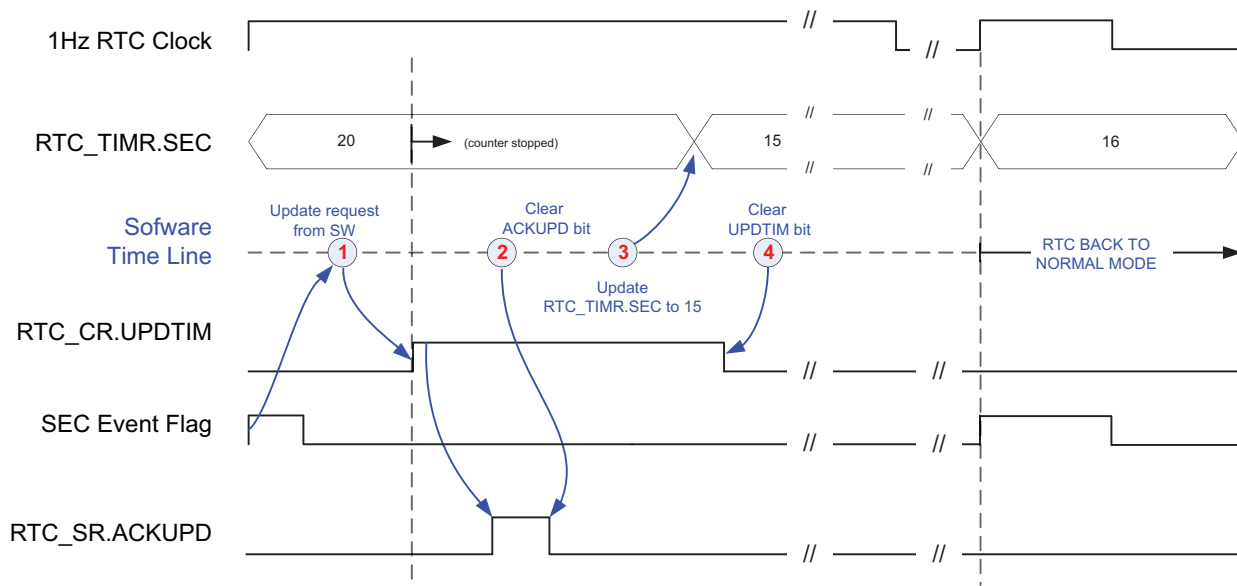 1Hz RTC Clock
//
//
//
RTC_TIMR.SEC
20
(counter stopped)
15
16
//
//
//
//
Sofware
Time Line
Update request
from SW
1
Clear
ACKUPD bit
2
3
Update
RTC_TIMR.SEC to 15
Clear
UPDTIM bit
4
RTC BACK TO
NORMAL MODE
RTC_CR.UPDTIM
//
//
SEC Event Flag
//
//
RTC_SR.ACKUPD
//
//